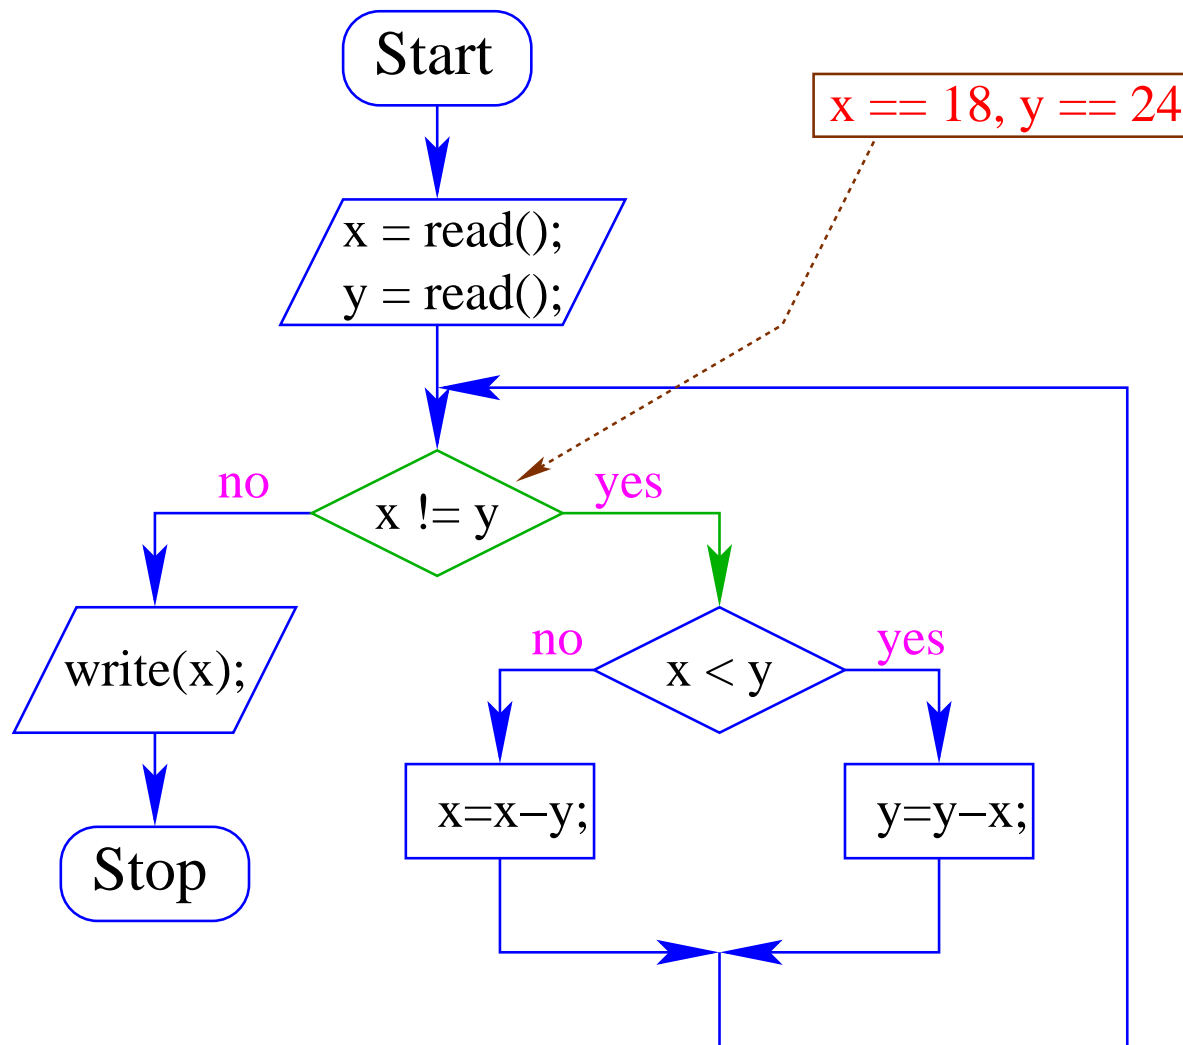 Start
x == 18, y == 24
x = read();
y = read();
no
yes
x != y
no
yes
write(x);
x < y
x=x−y;
y=y−x;
Stop